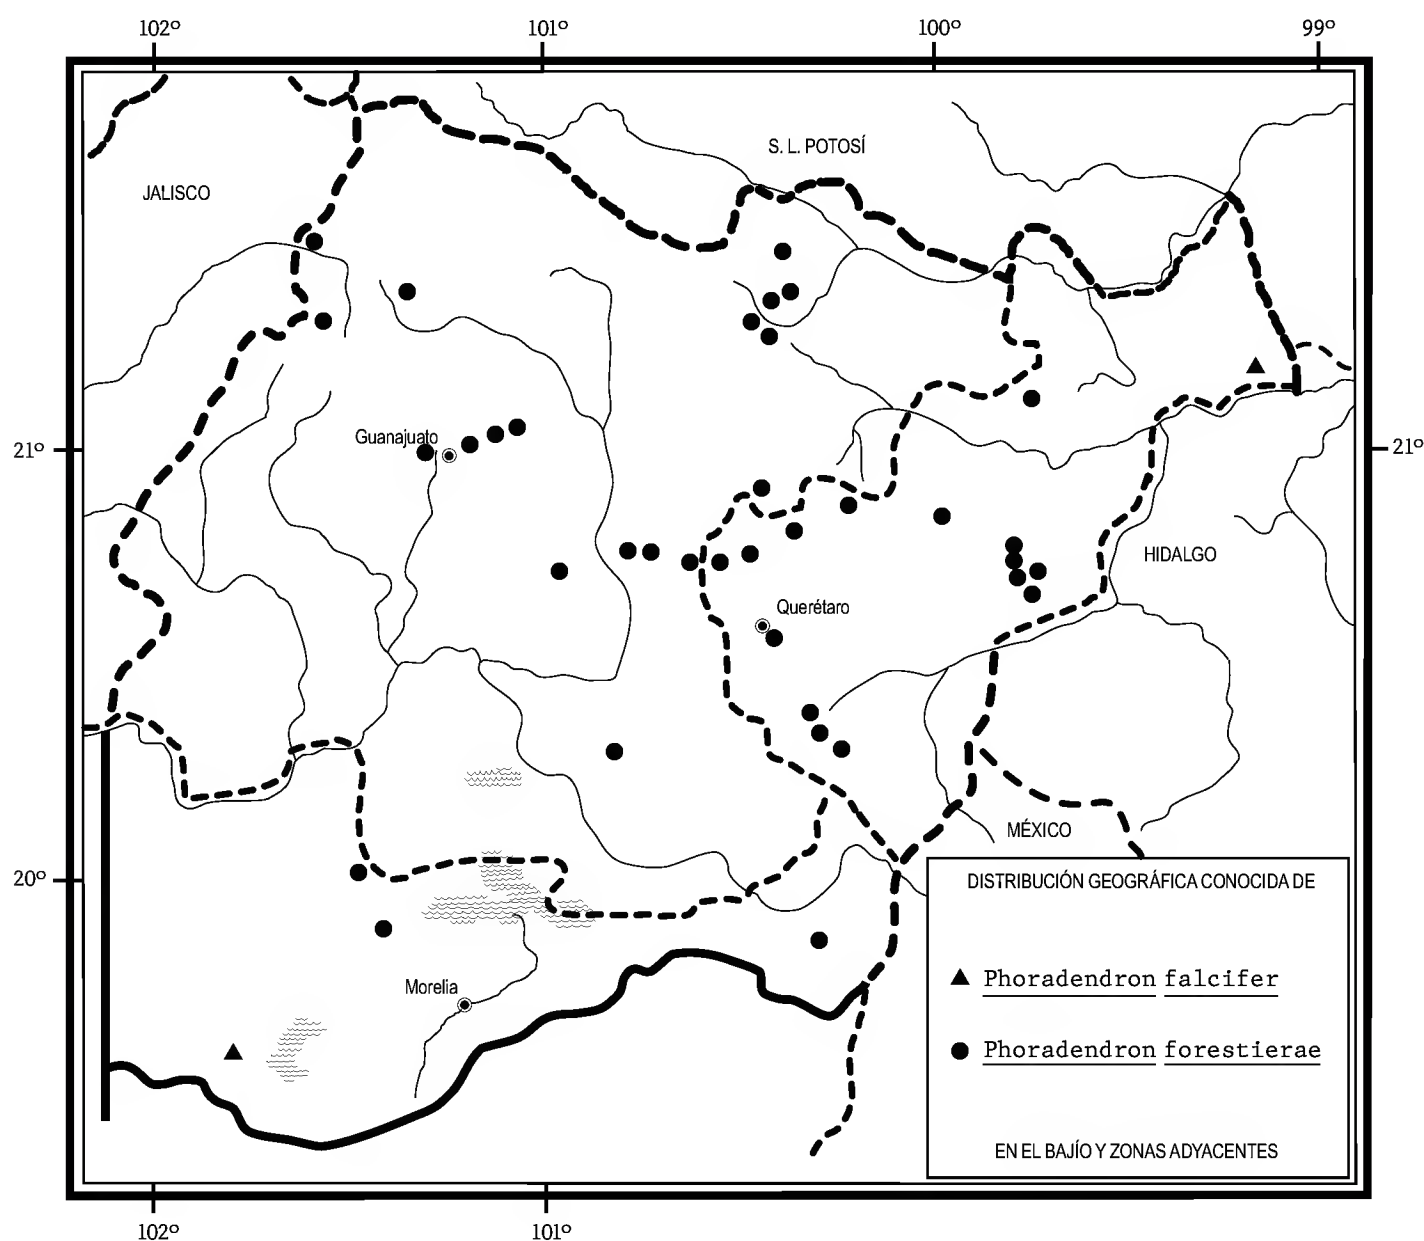 102º 101º 100º 99º
S. L. POTOSÍ
JALISCO
Guanajuato
21º
21º
HIDALGO
Querétaro
MÉXICO
20º
DISTRIBUCIÓN GEOGRÁFICA CONOCIDA DE
Phoradendron falcifer
Morelia
Phoradendron forestierae
EN EL BAJÍO Y ZONAS ADYACENTES
102º 101º